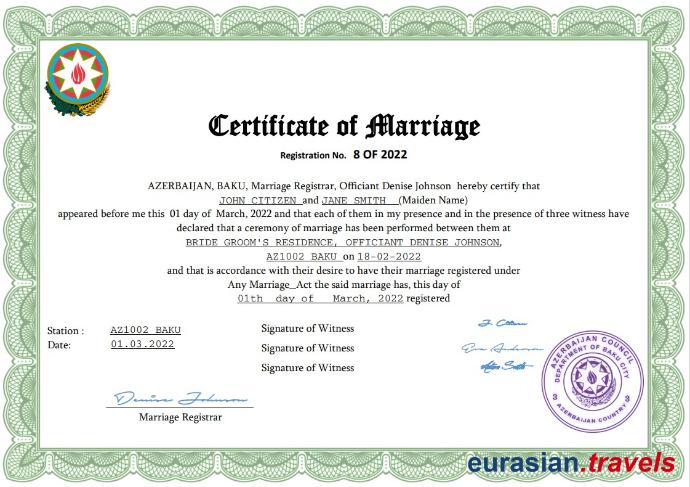 Certificate of Marriage
Registration No. 8 OF 2022
AZERBAIJAN, BAKU, Marriage Registrar, Officiant Denise Johnson hereby certify that
JOHN CITIZEN and JANE SMITH (Maiden Name)
appeared before me this 01 day of March, 2022 and that each of them in my presence and in the presence of three witness have
declared that a ceremony of marriage has been performed between them at
BRIDE GROOM'S RESIDENCE, OFFICIANT DENISE JOHNSON,
AZ1002 BAKU on 18-02-2022
and that is accordance with their desire to have their marriage registered under
Any Marriage_Act the said marriage has, this day of
01th day of March, 2022 registered
Station : AZ1002 BAKU
Date: 01.03.2022
Signature of Witness J. Citizen
Signature of Witness
Signature of Witness
Denise Johnson
Marriage Registrar
AZERBAIJAN COUNCIL
DEPARTMENT OF BAKU CITY
3 AZERBAIJAN COUNTRY 3
eurasian.travels